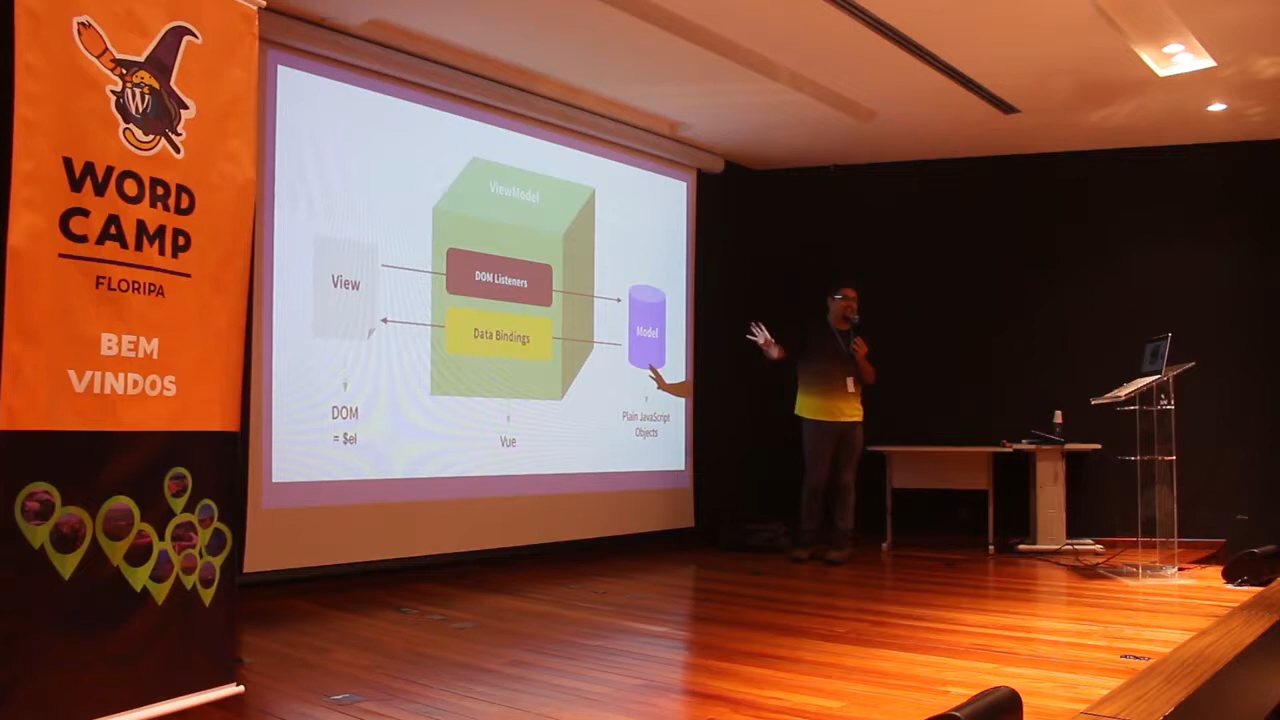 WORD
CAMP
FLORIPA
BEM
VINDOS
ViewModel
View
DOM Listeners
Data Bindings
Model
DOM
= $el
Vue
Plain JavaScript
Objects